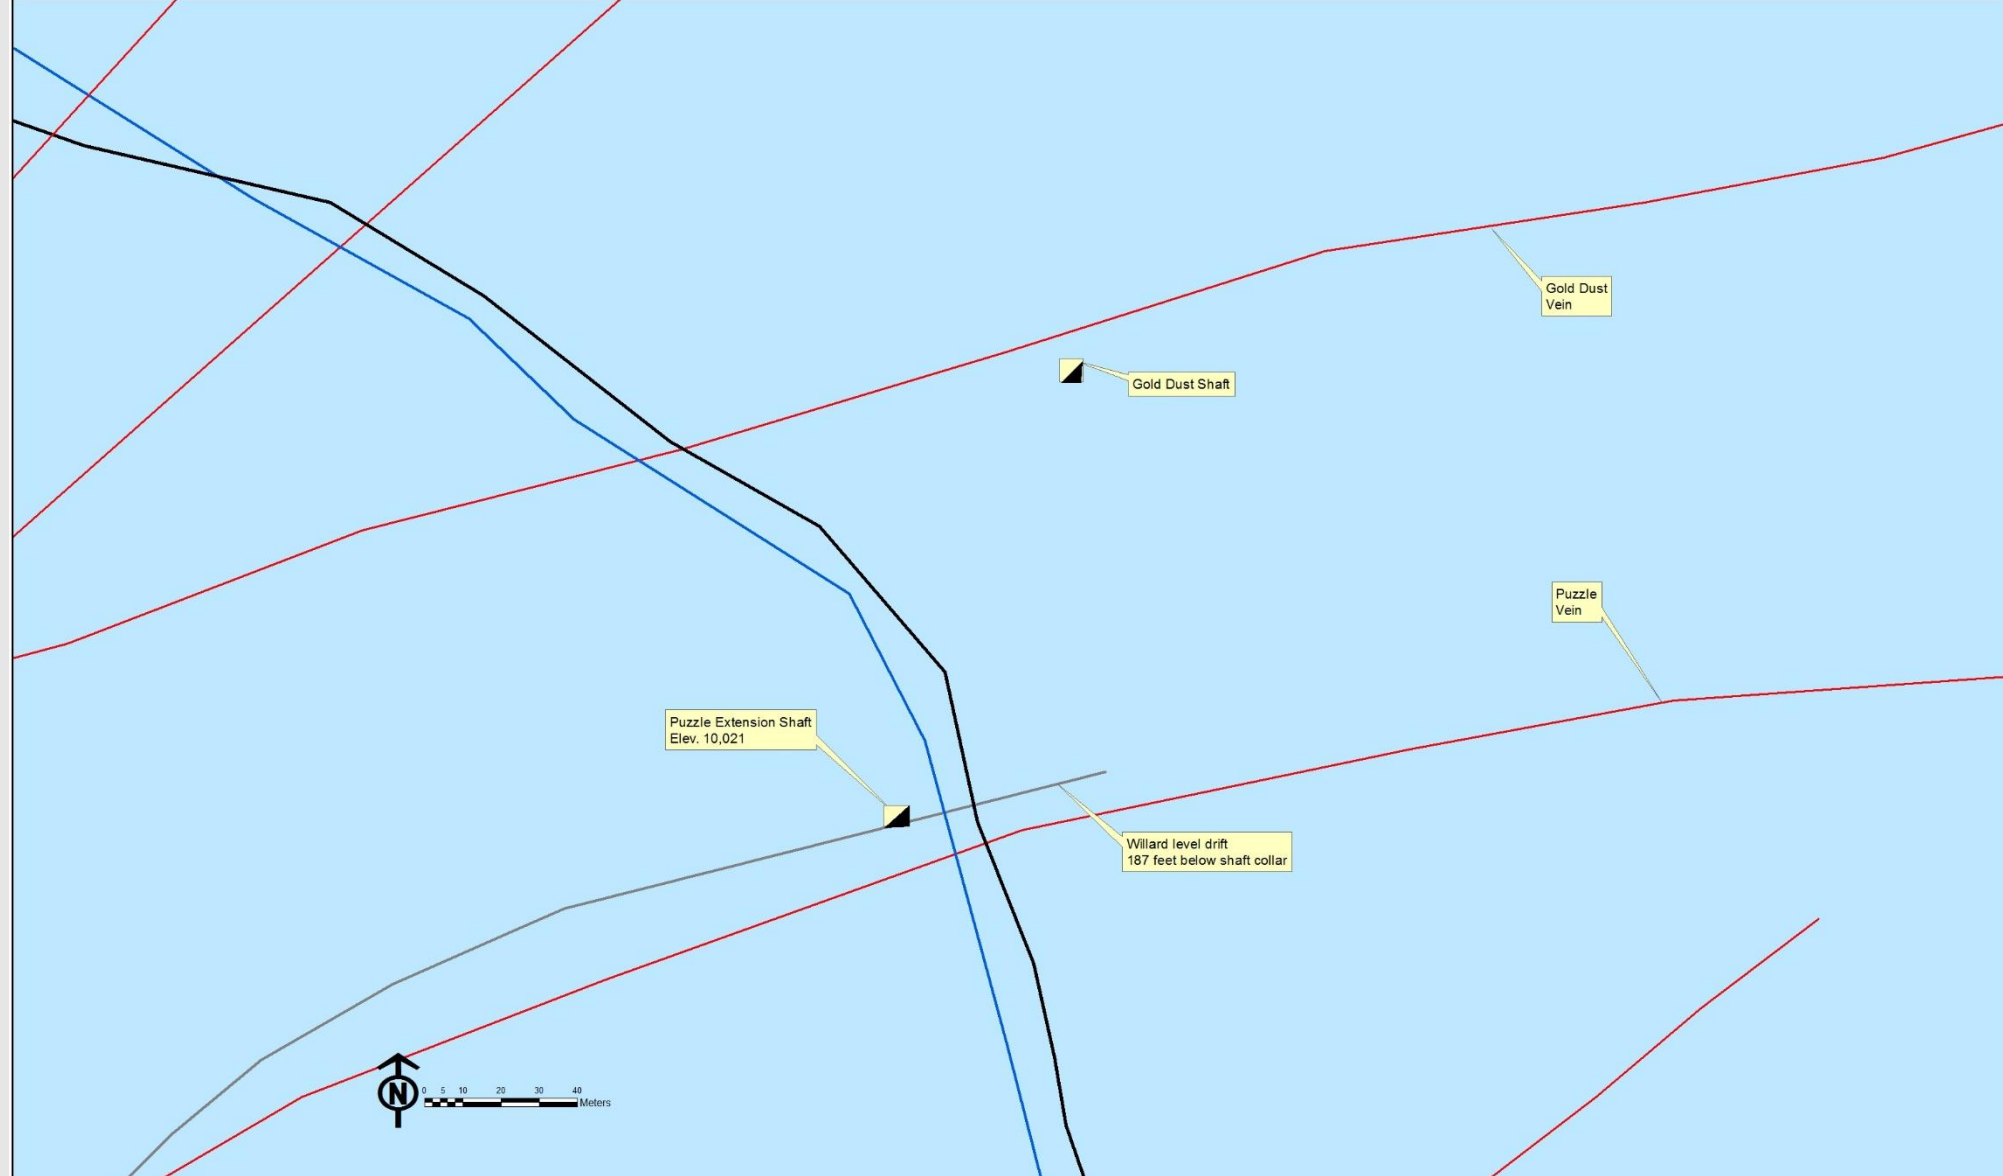 Gold Dust
Vein
Gold Dust Shaft
Puzzle
Vein
Puzzle Extension Shaft
Elev. 10,021
Willard level drift
187 feet below shaft collar
N
0 5 10 20 30 40
Meters